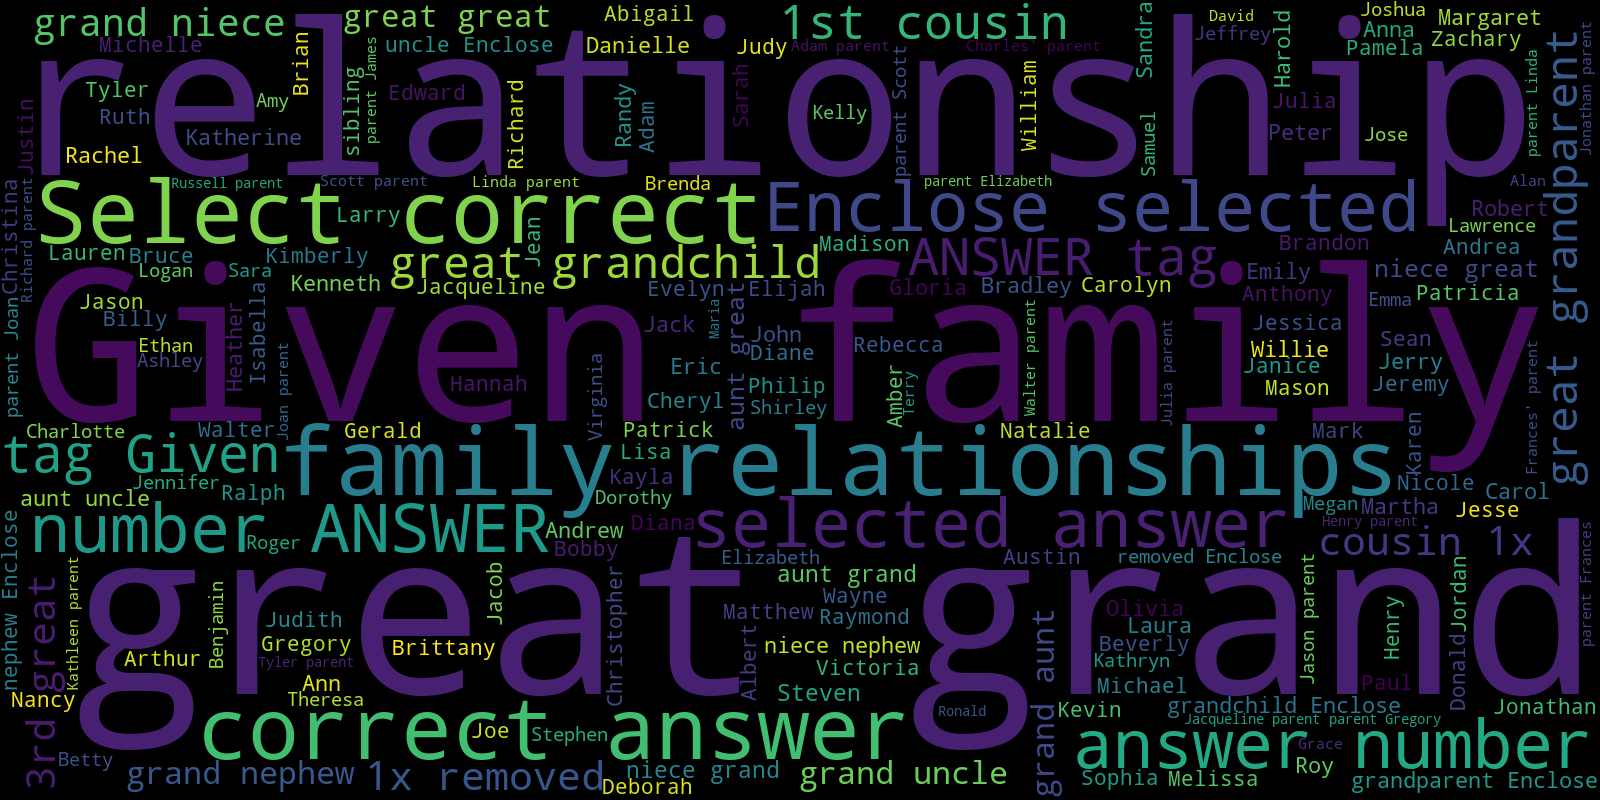 relationship
Given family
great grand
Select correct
Enclose selected
family relationships
correct answer
number ANSWER
selected answer
answer number
tag Given
ANSWER tag
great grandchild
great grandparent
3rd great
1x removed
cousin 1x
1st cousin
grand niece
great great
grand nephew
grand uncle
grand aunt
niece grand
aunt grand
niece nephew
aunt uncle
aunt great
niece great
uncle Enclose
nephew Enclose
removed Enclose
grandchild Enclose
grandparent Enclose
sibling
Michelle
Brian
Abigail
Danielle
Judy
Adam parent
Charles' parent
David
Jeffrey
Sandra
Harold
Joshua
Anna
Pamela
Margaret
Zachary
Tyler
Ruth
Amy
Katherine
Rachel
Justin
parent James
Edward
Richard
Randy
Adam
Sarah
Kelly
parent Scott
William
Samuel
Julia
Peter
Jose
parent Linda
Jonathan parent
Russell parent
Scott parent
Linda parent
Brenda
parent Elizabeth
Alan
Robert
Lawrence
Andrea
Christina
Richard parent
Larry
Jean
Lauren
Bruce
Kimberly
Logan
Sara
Kenneth
Jacqueline
Madison
Brandon
Emily
Anthony
Gloria
Bradley
Carolyn
Evelyn
Elijah
Emma
Patricia
Jason
Billy
Isabella
Heather
Ethan
Ashley
parent Joan
Joan parent
Hannah
Jack
Maria
John
Diane
Rebecca
Eric
Philip
Shirley
Cheryl
Virginia
Amber
Terry
Walter parent
Julia parent
Jessica
Willie
Janice
Mason
Sean
Jerry
Jeremy
Frances' parent
Charlotte
Walter
Gerald
Patrick
Lisa
Kayla
Dorothy
Natalie
Mark
Karen
Nicole
Carol
Jennifer
Ralph
Megan
Martha
Jesse
Henry parent
Roger
Andrew
Bobby
Diana
Elizabeth
Austin
Jordan
Jason parent
parent Frances
Kathleen parent
Benjamin
Judith
Gregory
Tyler parent
Arthur
Brittany
Jacob
Christopher
Matthew
Wayne
Raymond
Albert
Victoria
Steven
Olivia
Laura
Beverly
Kathryn
Michael
Henry
Donald
Paul
Nancy
Ann
Theresa
Joe
Stephen
Ronald
Kevin
Jacqueline parent parent Gregory
Jonathan
Grace
Roy
Betty
Deborah
Sophia
Melissa